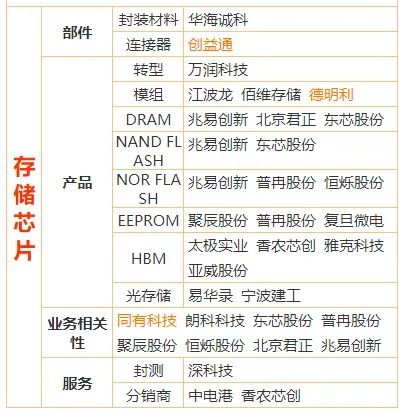 存储芯片
部件
封装材料 华海诚科
连接器 创益通
产品
转型 万润科技
模组 江波龙 佰维存储 德明利
DRAM 兆易创新 北京君正 东芯股份
NAND FL
ASH
兆易创新 东芯股份
NOR FLA
SH
兆易创新 普冉股份 恒烁股份
EEPROM 聚辰股份 普冉股份 复旦微电
HBM
太极实业 香农芯创 雅克科技
亚威股份
光存储 易华录 宁波建工
业务相关
性
同有科技 朗科科技 东芯股份 普冉股份
聚辰股份 恒烁股份 北京君正 兆易创新
服务
封测 深科技
分销商 中电港 香农芯创